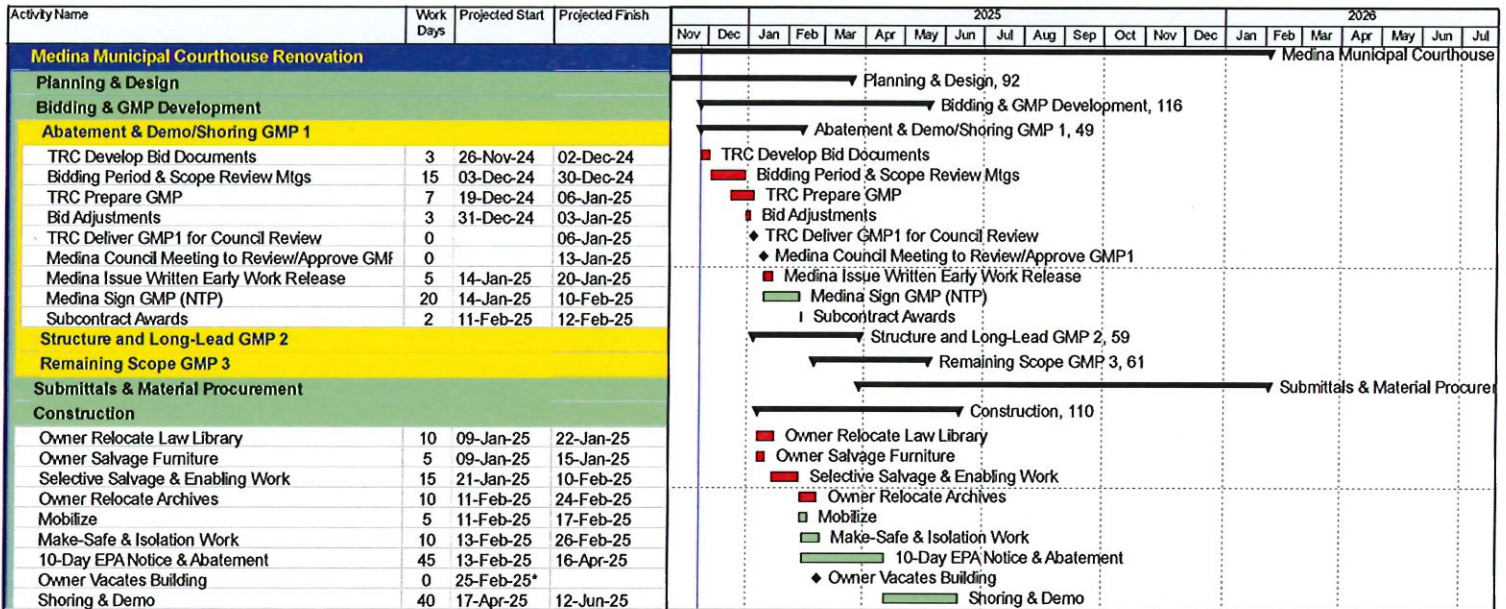 Activity Name Work Days Projected Start Projected Finish
2025 2026
Nov Dec Jan Feb Mar Apr May Jun Jul Aug Sep Oct Nov Dec Jan Feb Mar Apr May Jun Jul
Medina Municipal Courthouse Renovation Medina Municipal Courthouse
Planning & Design Planning & Design, 92
Bidding & GMP Development Bidding & GMP Development, 116
Abatement & Demo/Shoring GMP 1 Abatement & Demo/Shoring GMP 1, 49
TRC Develop Bid Documents 3 26-Nov-24 02-Dec-24 TRC Develop Bid Documents
Bidding Period & Scope Review Mtgs 15 03-Dec-24 30-Dec-24 Bidding Period & Scope Review Mtgs
TRC Prepare GMP 7 19-Dec-24 06-Jan-25 TRC Prepare GMP
Bid Adjustments 3 31-Dec-24 03-Jan-25 Bid Adjustments
TRC Deliver GMP1 for Council Review 0 06-Jan-25 TRC Deliver GMP1 for Council Review
Medina Council Meeting to Review/Approve GMF 0 13-Jan-25 Medina Council Meeting to Review/Approve GMP1
Medina Issue Written Early Work Release 5 14-Jan-25 20-Jan-25 Medina Issue Written Early Work Release
Medina Sign GMP (NTP) 20 14-Jan-25 10-Feb-25 Medina Sign GMP (NTP)
Subcontract Awards 2 11-Feb-25 12-Feb-25 Subcontract Awards
Structure and Long-Lead GMP 2 Structure and Long-Lead GMP 2, 59
Remaining Scope GMP 3 Remaining Scope GMP 3, 61
Submittals & Material Procurement Submittals & Material Procurer
Construction Construction, 110
Owner Relocate Law Library 10 09-Jan-25 22-Jan-25 Owner Relocate Law Library
Owner Salvage Furniture 5 09-Jan-25 15-Jan-25 Owner Salvage Furniture
Selective Salvage & Enabling Work 15 21-Jan-25 10-Feb-25 Selective Salvage & Enabling Work
Owner Relocate Archives 10 11-Feb-25 24-Feb-25 Owner Relocate Archives
Mobilize 5 11-Feb-25 17-Feb-25 Mobilize
Make-Safe & Isolation Work 10 13-Feb-25 26-Feb-25 Make-Safe & Isolation Work
10-Day EPA Notice & Abatement 45 13-Feb-25 16-Apr-25 10-Day EPA Notice & Abatement
Owner Vacates Building 0 25-Feb-25* Owner Vacates Building
Shoring & Demo 40 17-Apr-25 12-Jun-25 Shoring & Demo